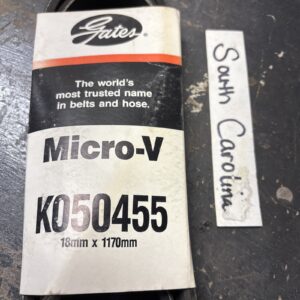 Gates
The world's
most trusted name
in belts and hose.
Micro-V
K050455
18mm x 1170mm
South Carolina